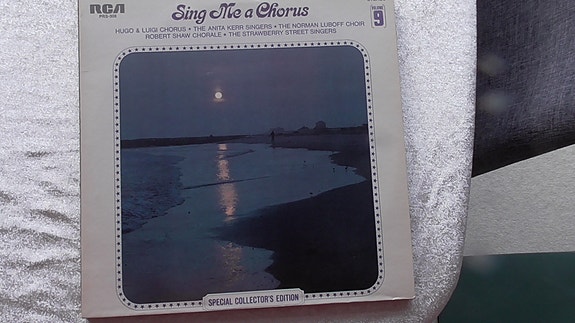 RCA
PRS-398
Sing Me a Chorus
VOLUME
9
HUGO & LUIGI CHORUS • THE ANITA KERR SINGERS • THE NORMAN LUBOFF CHOIR
ROBERT SHAW CHORALE • THE STRAWBERRY STREET SINGERS
SPECIAL COLLECTOR'S EDITION